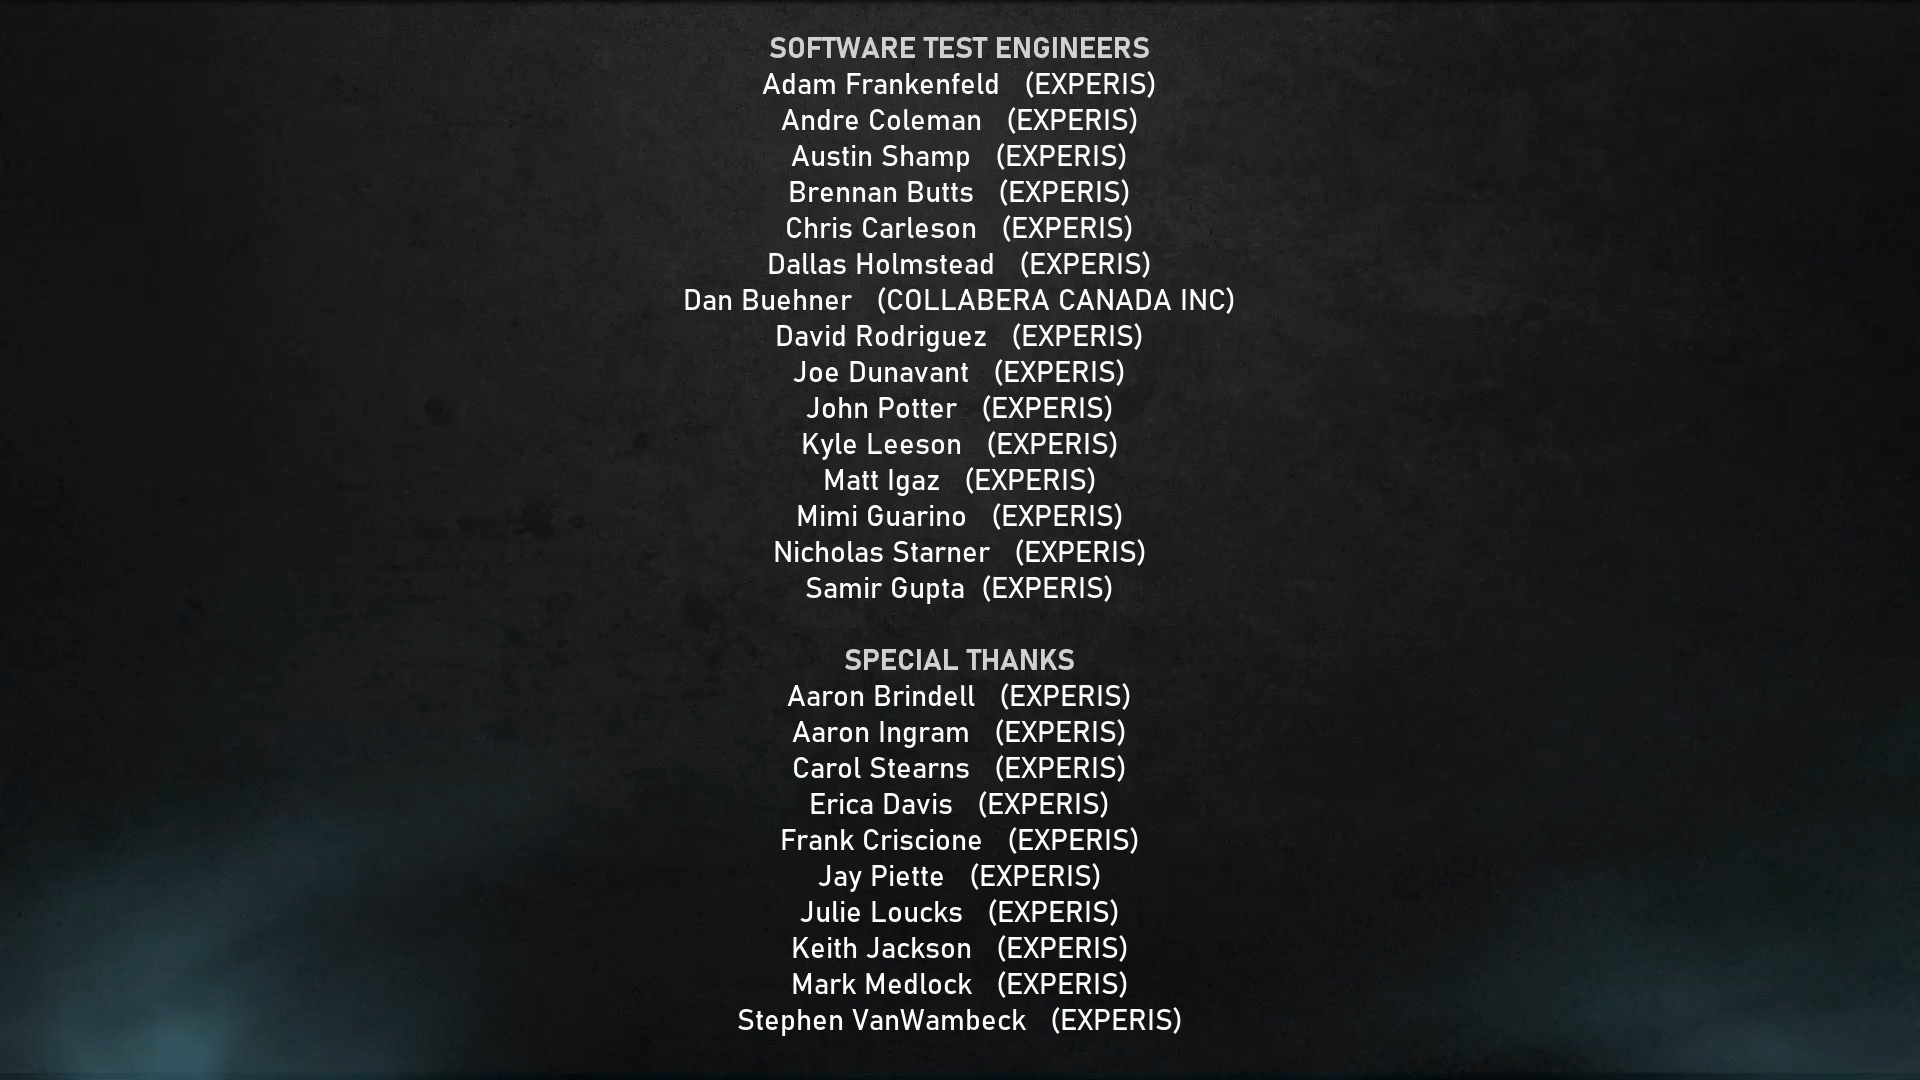 SOFTWARE TEST ENGINEERS
Adam Frankenfeld (EXPERIS)
Andre Coleman (EXPERIS)
Austin Shamp (EXPERIS)
Brennan Butts (EXPERIS)
Chris Carleson (EXPERIS)
Dallas Holmstead (EXPERIS)
Dan Buehner (COLLABERA CANADA INC)
David Rodriguez (EXPERIS)
Joe Dunavant (EXPERIS)
John Potter (EXPERIS)
Kyle Leeson (EXPERIS)
Matt Igaz (EXPERIS)
Mimi Guarino (EXPERIS)
Nicholas Starner (EXPERIS)
Samir Gupta (EXPERIS)
SPECIAL THANKS
Aaron Brindell (EXPERIS)
Aaron Ingram (EXPERIS)
Carol Stearns (EXPERIS)
Erica Davis (EXPERIS)
Frank Criscione (EXPERIS)
Jay Piette (EXPERIS)
Julie Loucks (EXPERIS)
Keith Jackson (EXPERIS)
Mark Medlock (EXPERIS)
Stephen VanWambeck (EXPERIS)